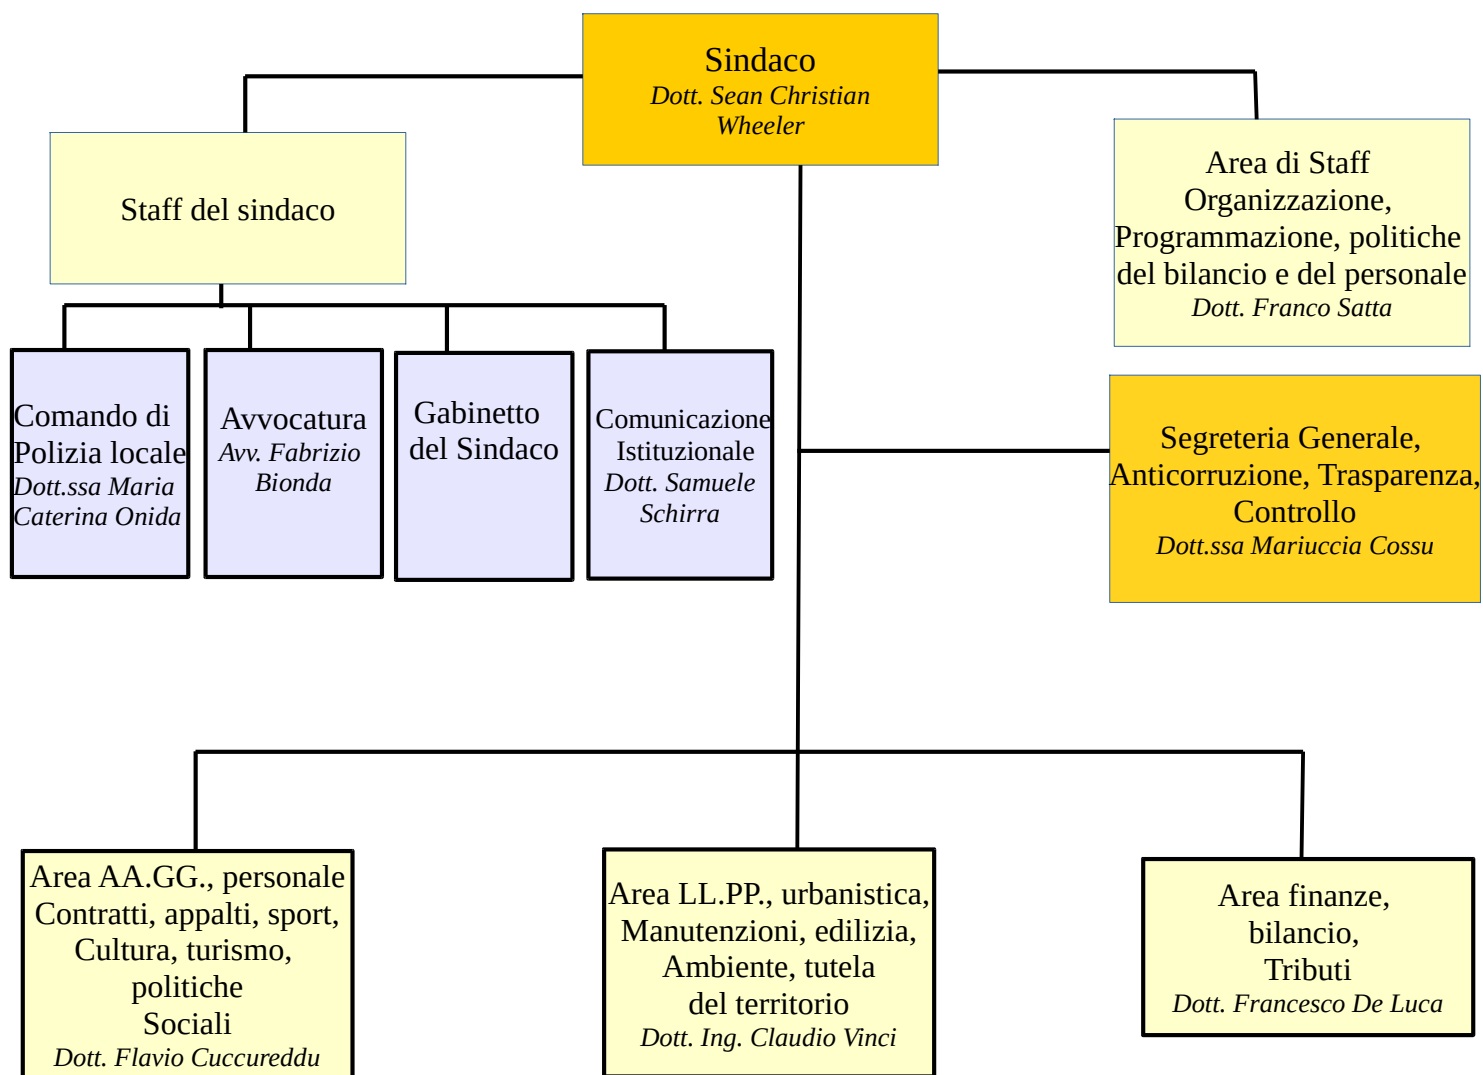 Sindaco
Dott. Sean Christian
Wheeler
Staff del sindaco
Area di Staff
Organizzazione,
Programmazione, politiche
del bilancio e del personale
Dott. Franco Satta
Comando di
Polizia locale
Dott.ssa Maria
Caterina Onida
Avvocatura
Avv. Fabrizio
Bionda
Gabinetto
del Sindaco
Comunicazione
Istituzionale
Dott. Samuele
Schirra
Segreteria Generale,
Anticorruzione, Trasparenza,
Controllo
Dott.ssa Mariuccia Cossu
Area AA.GG., personale
Contratti, appalti, sport,
Cultura, turismo,
politiche
Sociali
Dott. Flavio Cuccureddu
Area LL.PP., urbanistica,
Manutenzioni, edilizia,
Ambiente, tutela
del territorio
Dott. Ing. Claudio Vinci
Area finanze,
bilancio,
Tributi
Dott. Francesco De Luca